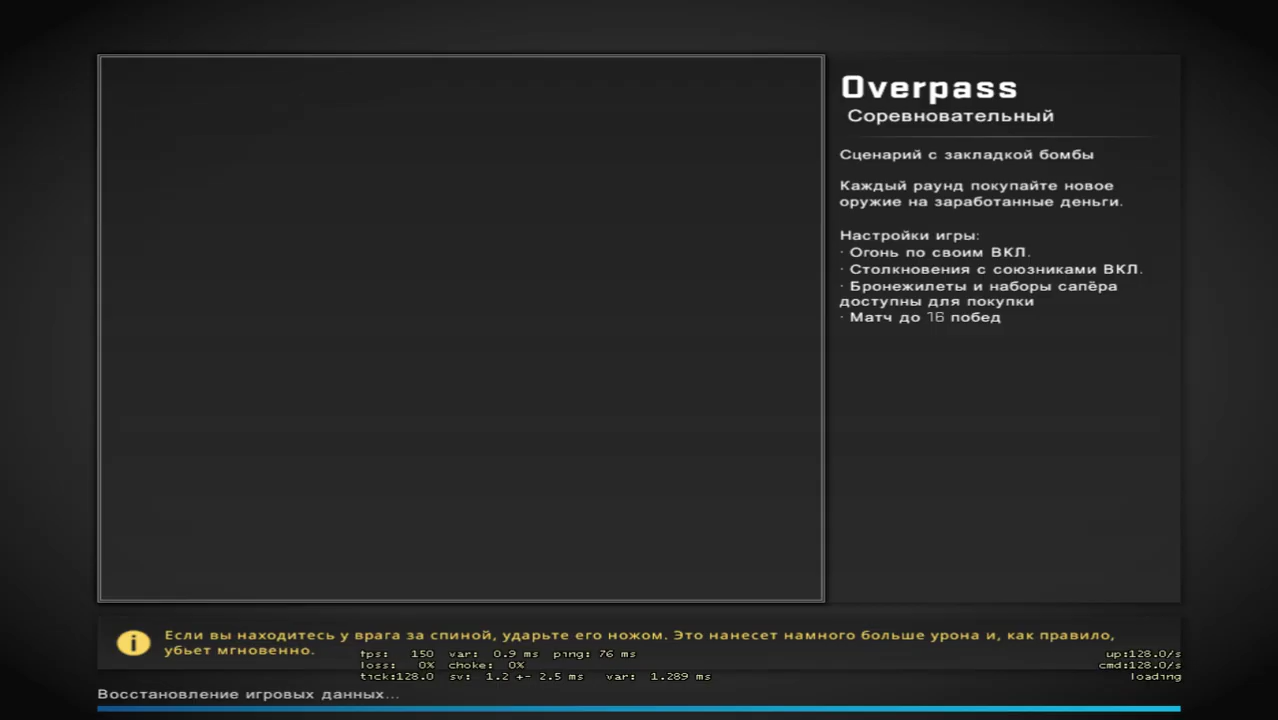 Overpass
Соревновательный
Сценарий с закладкой бомбы
Каждый раунд покупайте новое
оружие на заработанные деньги.
Настройки игры:
· Огонь по своим ВКЛ.
· Столкновения с союзниками ВКЛ.
· Бронежилеты и наборы сапёра
доступны для покупки
· Матч до 16 побед
Если вы находитесь у врага за спиной, ударьте его ножом. Это нанесет намного больше урона и, как правило,
убьет мгновенно.
fps: 150 var: 0.9 ms ping: 76 ms up:128.0/s
loss: 0% choke: 0% cmd:128.0/s
tick:128.0 sv: 1.2 +- 2.5 ms var: 1.289 ms loading
Восстановление игровых данных...